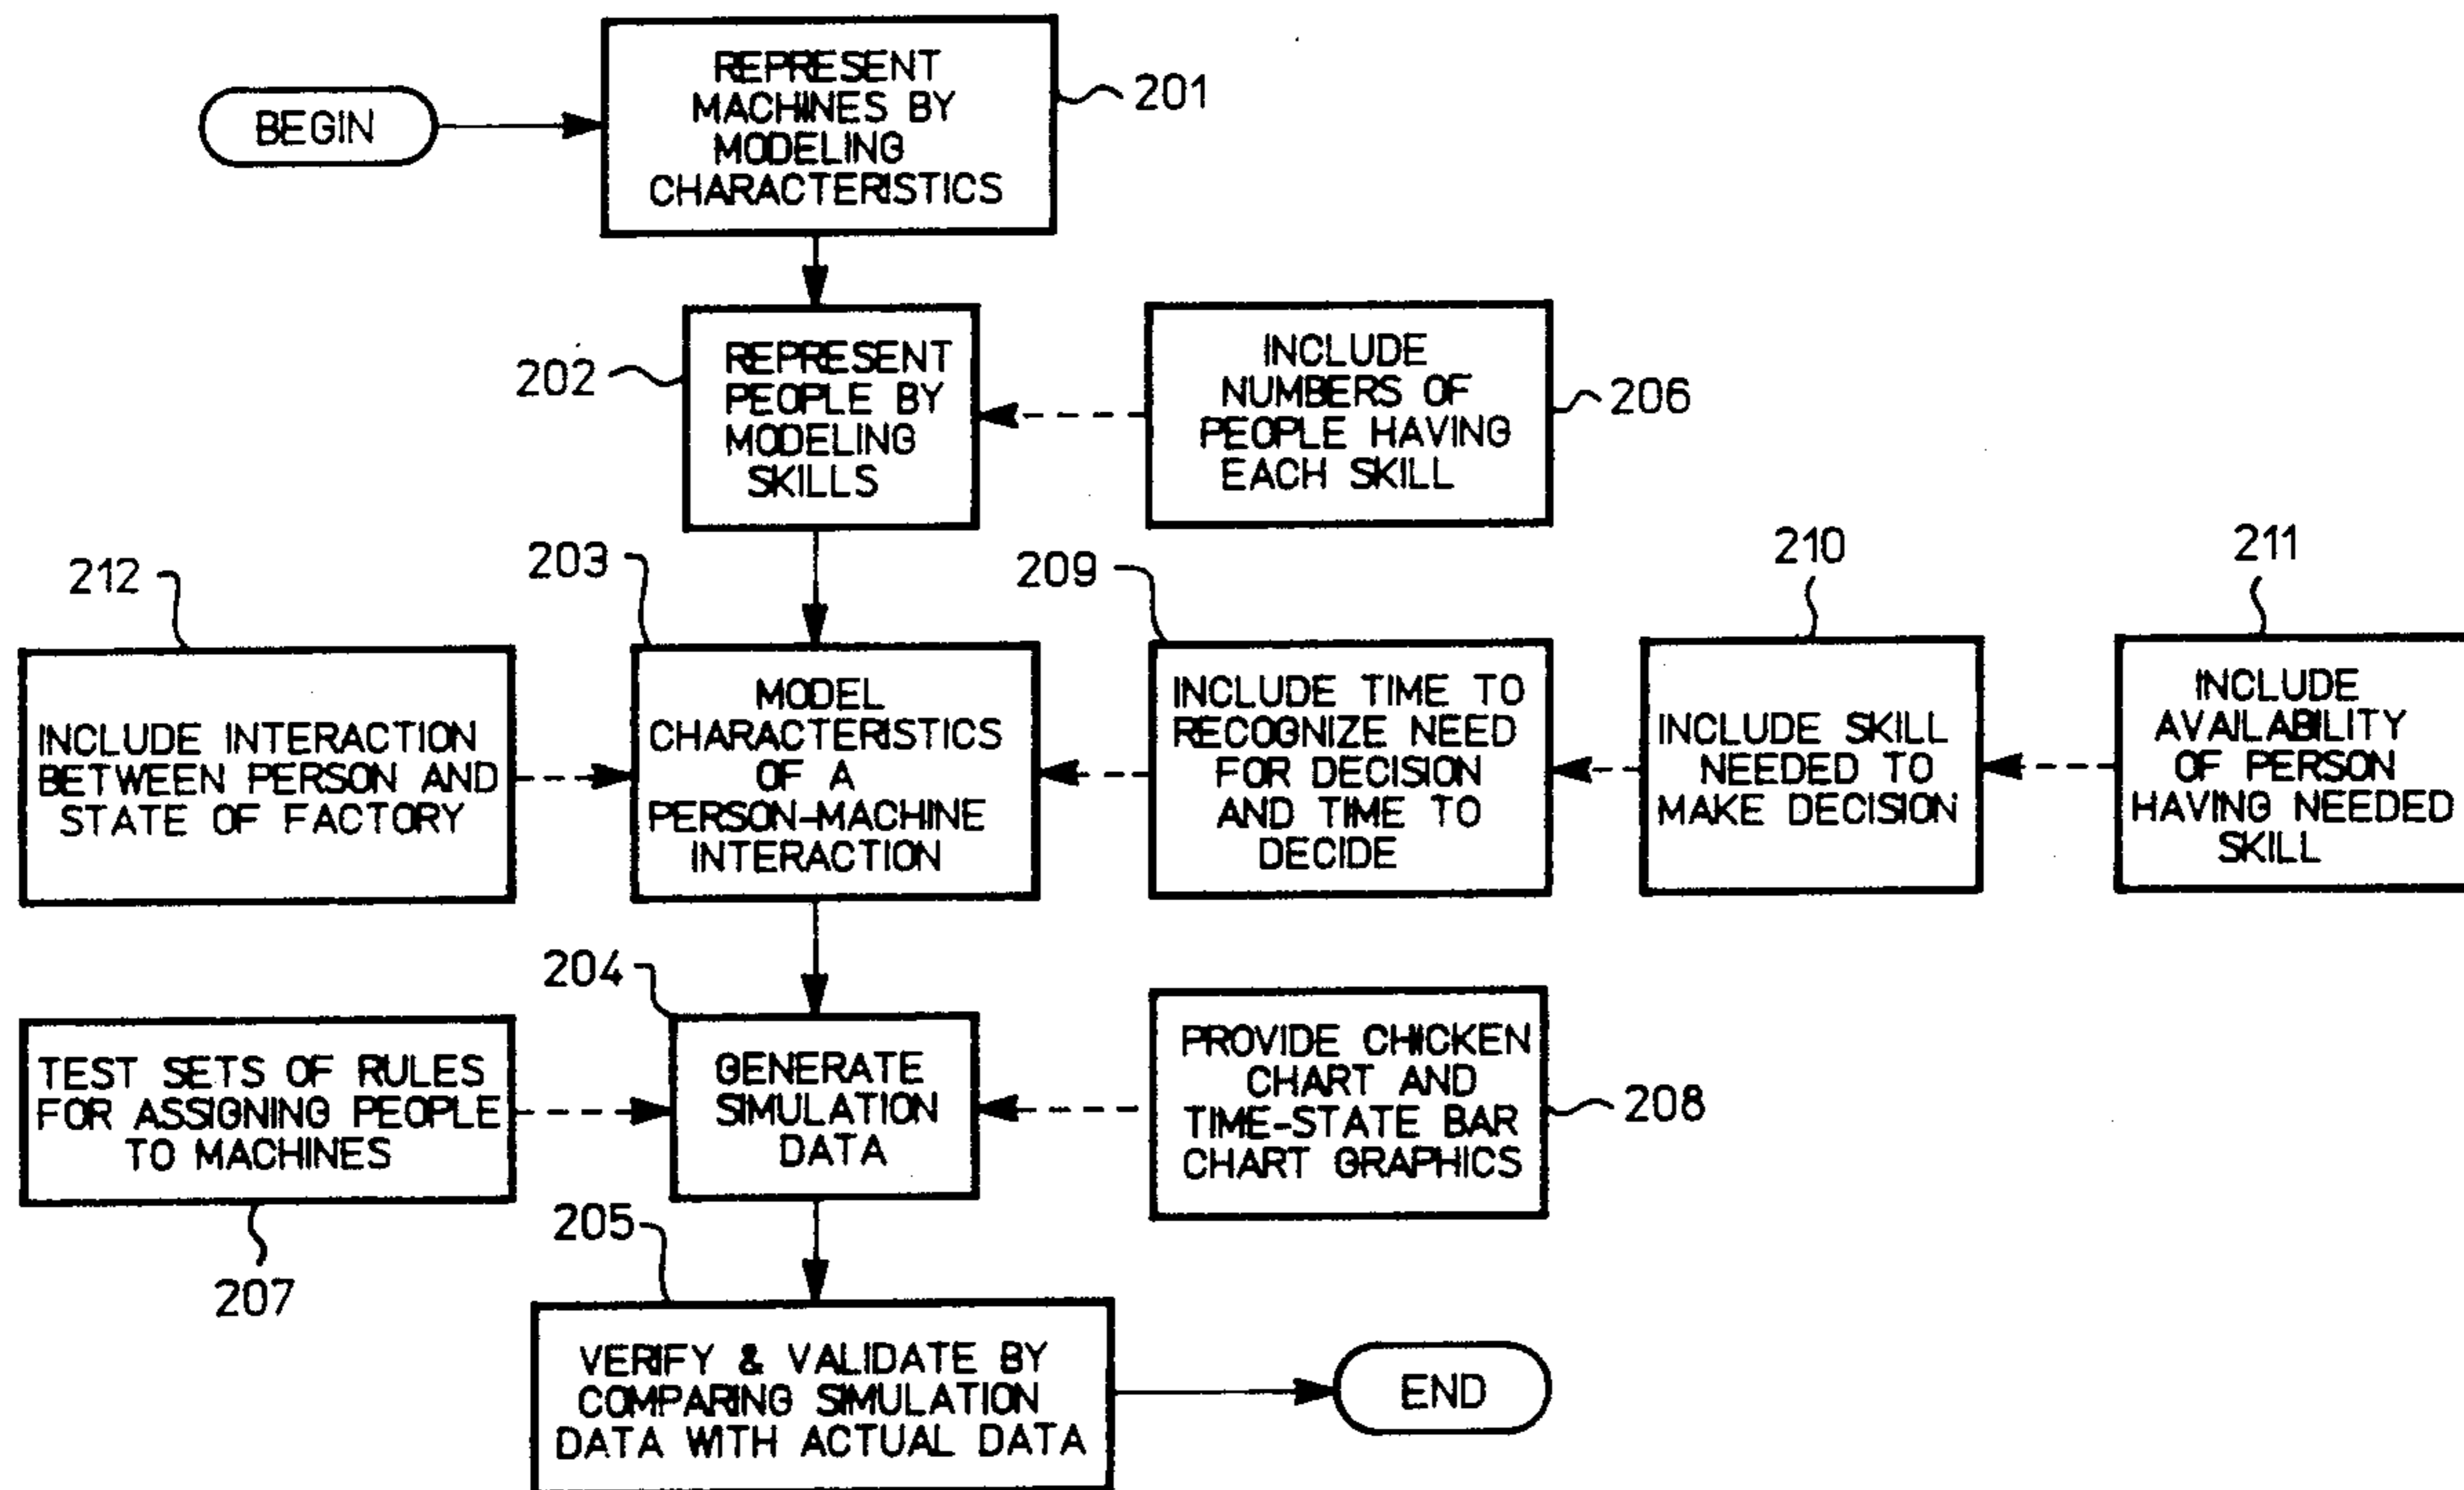 BEGIN
REPRESENT
MACHINES BY
MODELING
CHARACTERISTICS
201
202
REPRESENT
PEOPLE BY
MODELING
SKILLS
INCLUDE
NUMBERS OF
PEOPLE HAVING
EACH SKILL
206
212
INCLUDE INTERACTION
BETWEEN PERSON AND
STATE OF FACTORY
203
MODEL
CHARACTERISTICS
OF A
PERSON-MACHINE
INTERACTION
209
INCLUDE TIME TO
RECOGNIZE NEED
FOR DECISION
AND TIME TO
DECIDE
210
INCLUDE SKILL
NEEDED TO
MAKE DECISION
211
INCLUDE
AVAILABILITY
OF PERSON
HAVING NEEDED
SKILL
TEST SETS OF RULES
FOR ASSIGNING PEOPLE
TO MACHINES
207
204
GENERATE
SIMULATION
DATA
PROVIDE CHICKEN
CHART AND
TIME-STATE BAR
CHART GRAPHICS
208
205
VERIFY & VALIDATE BY
COMPARING SIMULATION
DATA WITH ACTUAL DATA
END